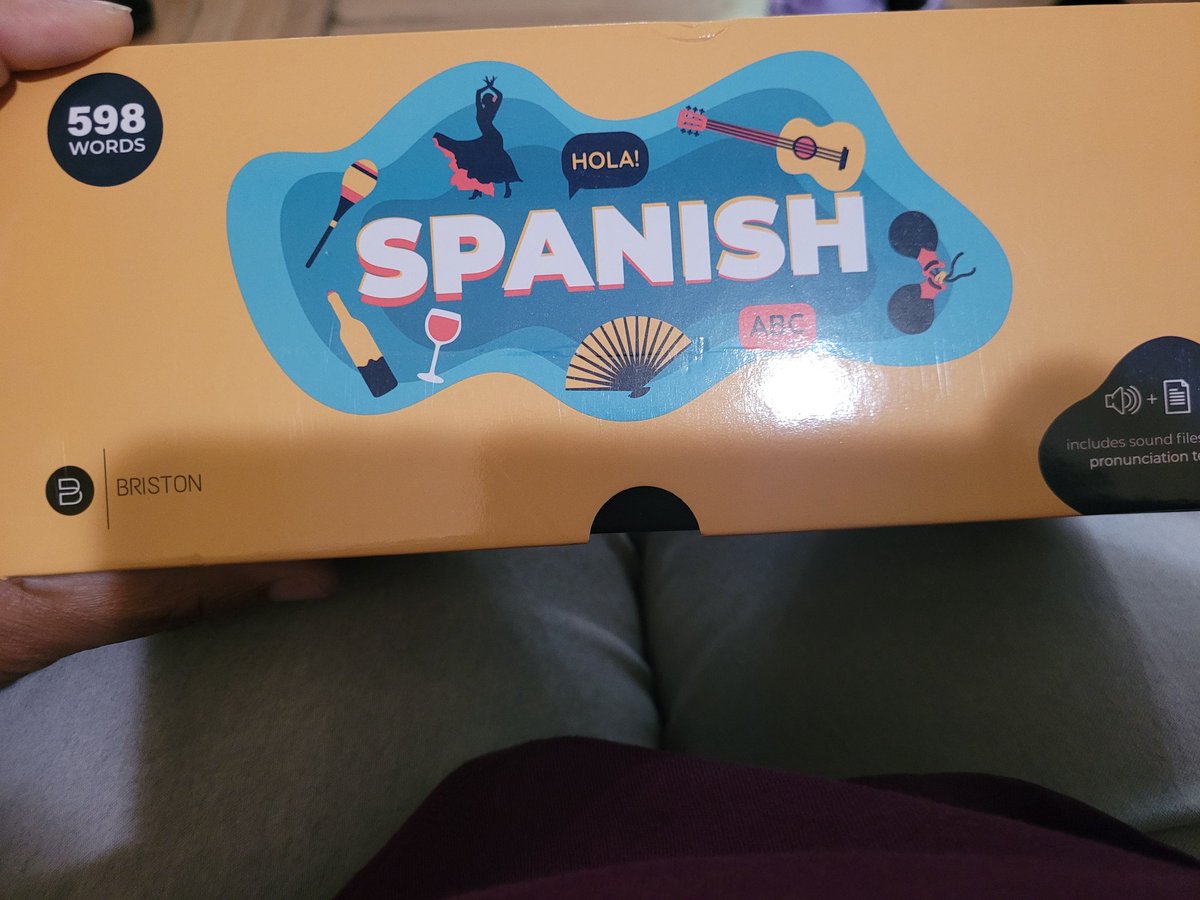 598
WORDS
HOLA!
SPANISH
ABC
B
BRISTON
+
includes sound files
pronunciation